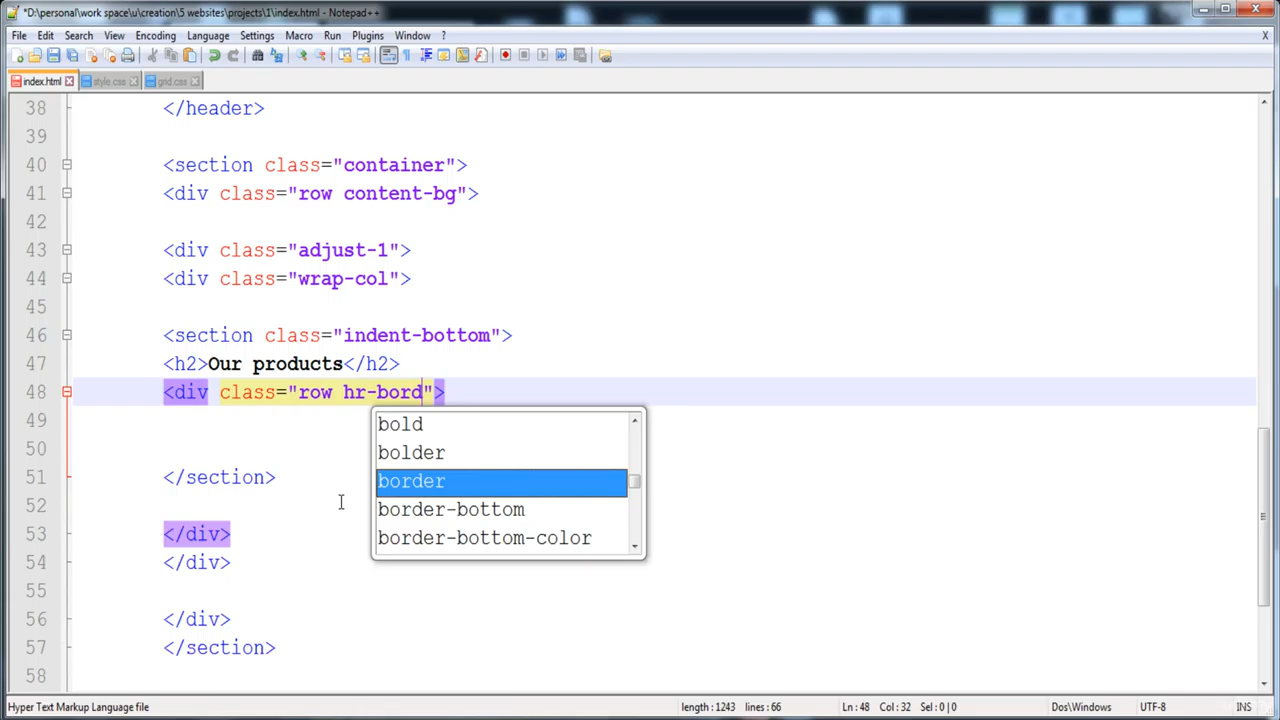 *D:\personal\work space\u\creation\5 websites\projects\1\index.html - Notepad++
File Edit Search View Encoding Language Settings Macro Run Plugins Window ? X
index.html style.css grid.css
38 </header>
39
40 <section class="container">
41 <div class="row content-bg">
42
43 <div class="adjust-1">
44 <div class="wrap-col">
45
46 <section class="indent-bottom">
47 <h2>Our products</h2>
48 <div class="row hr-bord">
49
bold
50
bolder
51 </section>
border
52
border-bottom
53 </div>
border-bottom-color
54 </div>
55
56 </div>
57 </section>
58
Hyper Text Markup Language file length : 1243 lines : 66 Ln : 48 Col : 32 Sel : 0 | 0 Dos\Windows UTF-8 INS